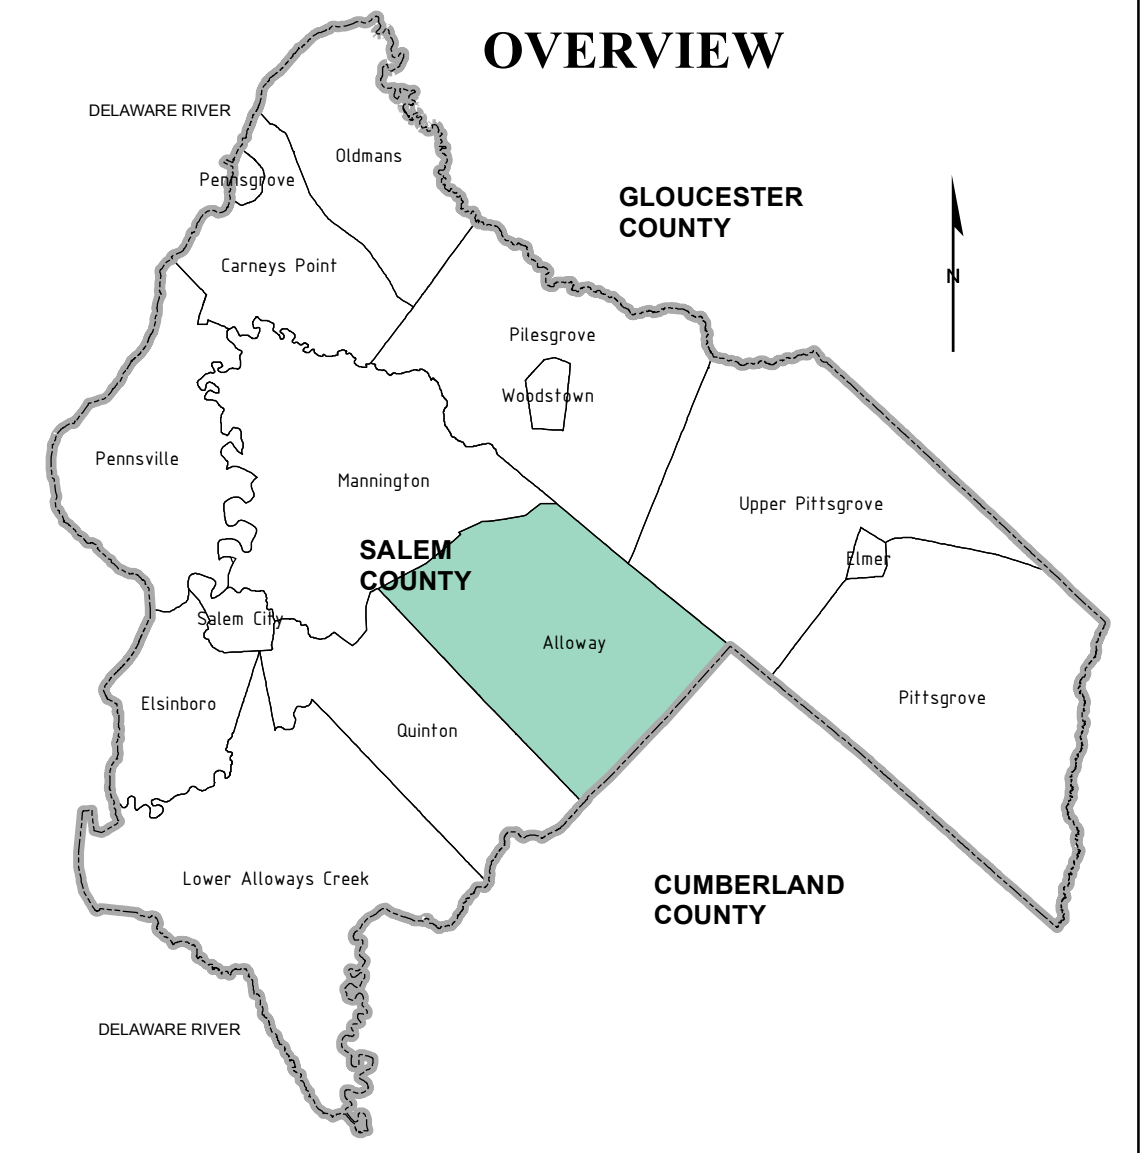 OVERVIEW
DELAWARE RIVER
Oldmans
Pennsgrove
GLOUCESTER
COUNTY
Carneys Point
N
Pilesgrove
Woodstown
Pennsville
Mannington
Upper Pittsgrove
SALEM
COUNTY
Elmer
Salem City
Alloway
Elsinboro
Pittsgrove
Quinton
Lower Alloways Creek
CUMBERLAND
COUNTY
DELAWARE RIVER